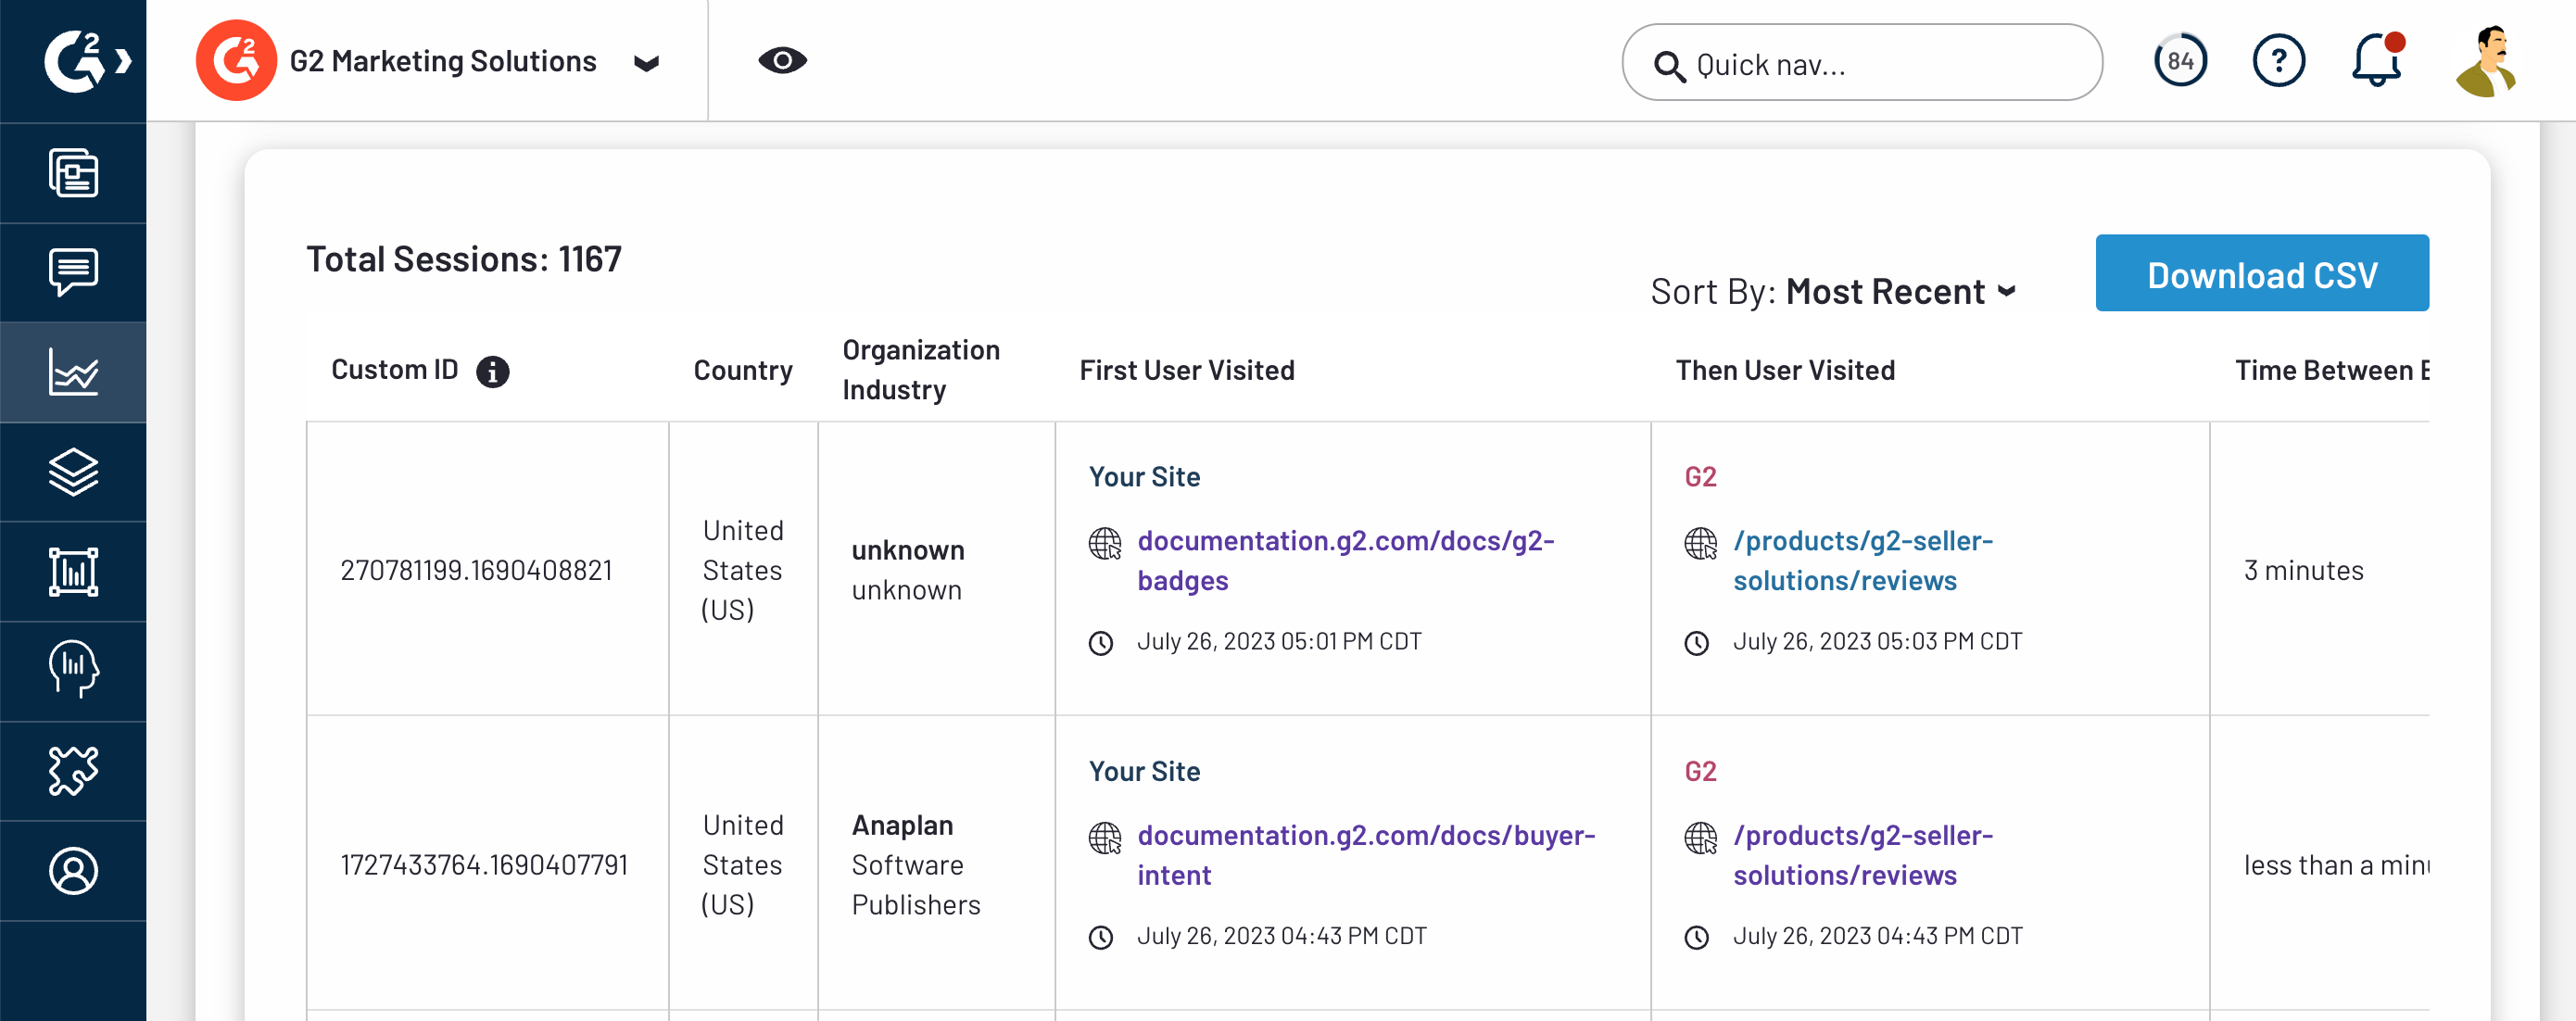 G2 Marketing Solutions
Quick nav...
84
?
Total Sessions: 1167
Sort By: Most Recent
Download CSV
Custom ID
Country
Organization
Industry
First User Visited
Then User Visited
Time Between
270781199.1690408821
United
States
(US)
unknown
unknown
Your Site
documentation.g2.com/docs/g2-
badges
July 26, 2023 05:01 PM CDT
G2
/products/g2-seller-
solutions/reviews
July 26, 2023 05:03 PM CDT
3 minutes
1727433764.1690407791
United
States
(US)
Anaplan
Software
Publishers
Your Site
documentation.g2.com/docs/buyer-
intent
July 26, 2023 04:43 PM CDT
G2
/products/g2-seller-
solutions/reviews
July 26, 2023 04:43 PM CDT
less than a